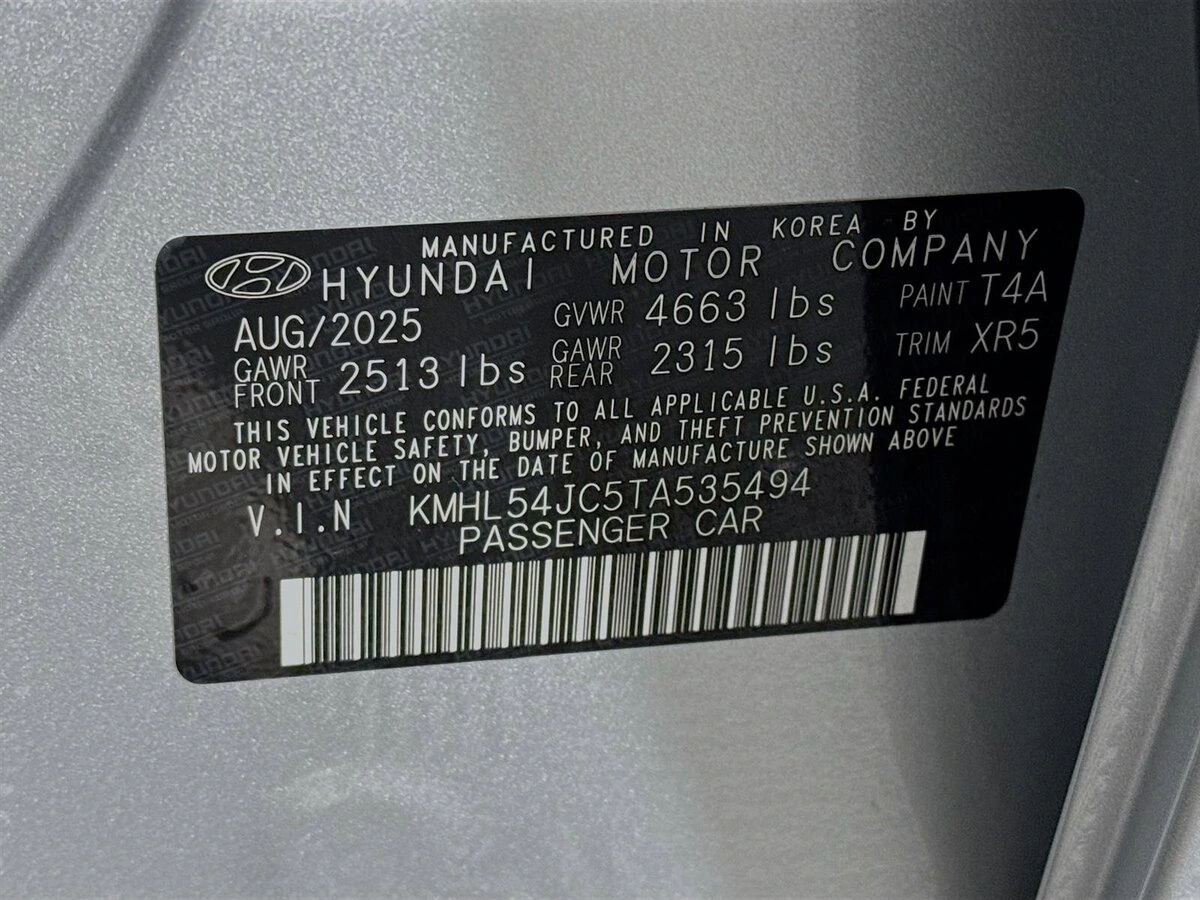 MANUFACTURED IN KOREA BY
HYUNDAI MOTOR COMPANY
AUG/2025 GVWR 4663 lbs PAINT T4A
GAWR FRONT 2513 lbs GAWR REAR 2315 lbs TRIM XR5
THIS VEHICLE CONFORMS TO ALL APPLICABLE U.S.A. FEDERAL
MOTOR VEHICLE SAFETY, BUMPER, AND THEFT PREVENTION STANDARDS
IN EFFECT ON THE DATE OF MANUFACTURE SHOWN ABOVE
V.I.N KMHL54JC5TA535494
PASSENGER CAR